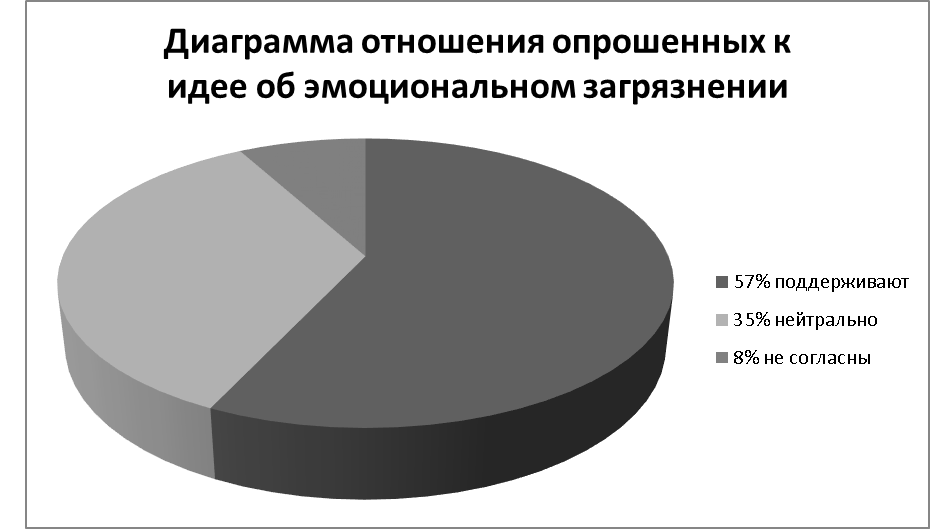 Диаграмма отношения опрошенных к
идее об эмоциональном загрязнении
57% поддерживают
35% нейтрально
8% не согласны